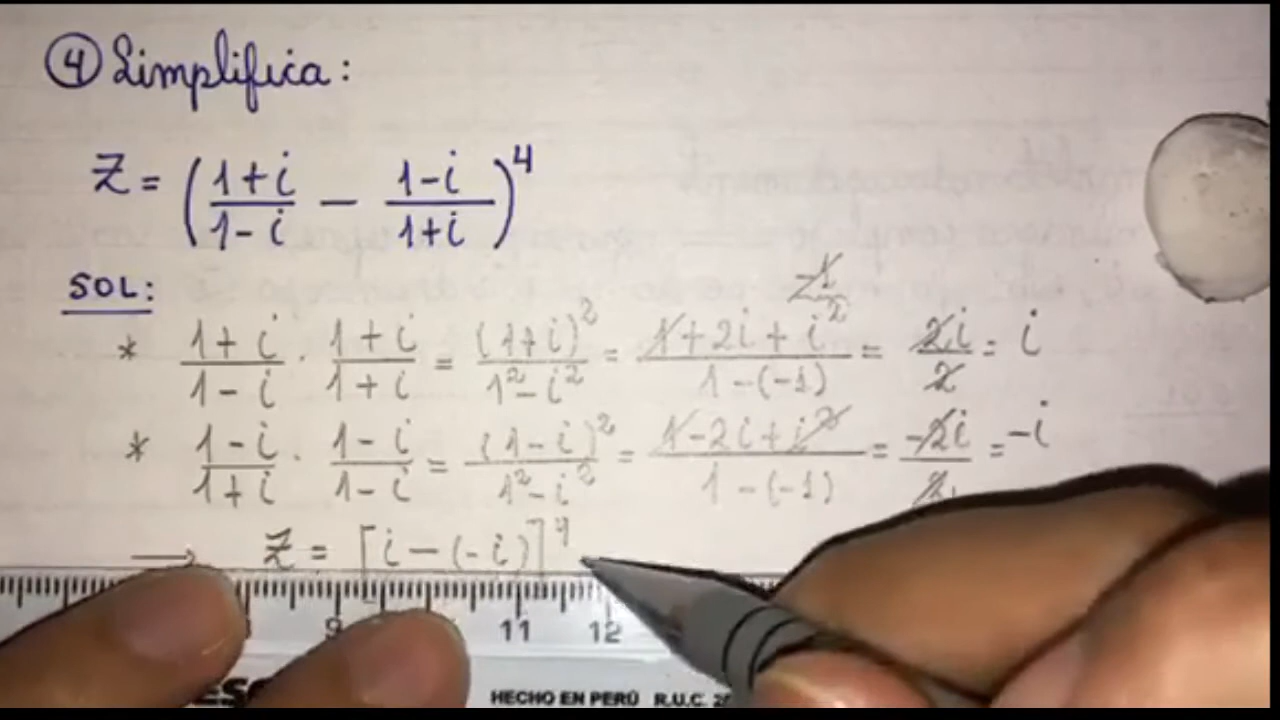 ④ Simplifica:
Z = ((1+i)/(1-i) - (1-i)/(1+i))^4
SOL:
* (1+i)/(1-i) · (1+i)/(1+i) = (1+i)²/(1²-i²) = (1+2i+i²)/(1-(-1)) = 2i/2 = i
* (1-i)/(1+i) · (1-i)/(1-i) = (1-i)²/(1²-i²) = (1-2i+i²)/(1-(-1)) = -2i/2 = -i
→ Z = [i-(-i)]^4
9 11 12
HECHO EN PERÚ R.U.C. 20